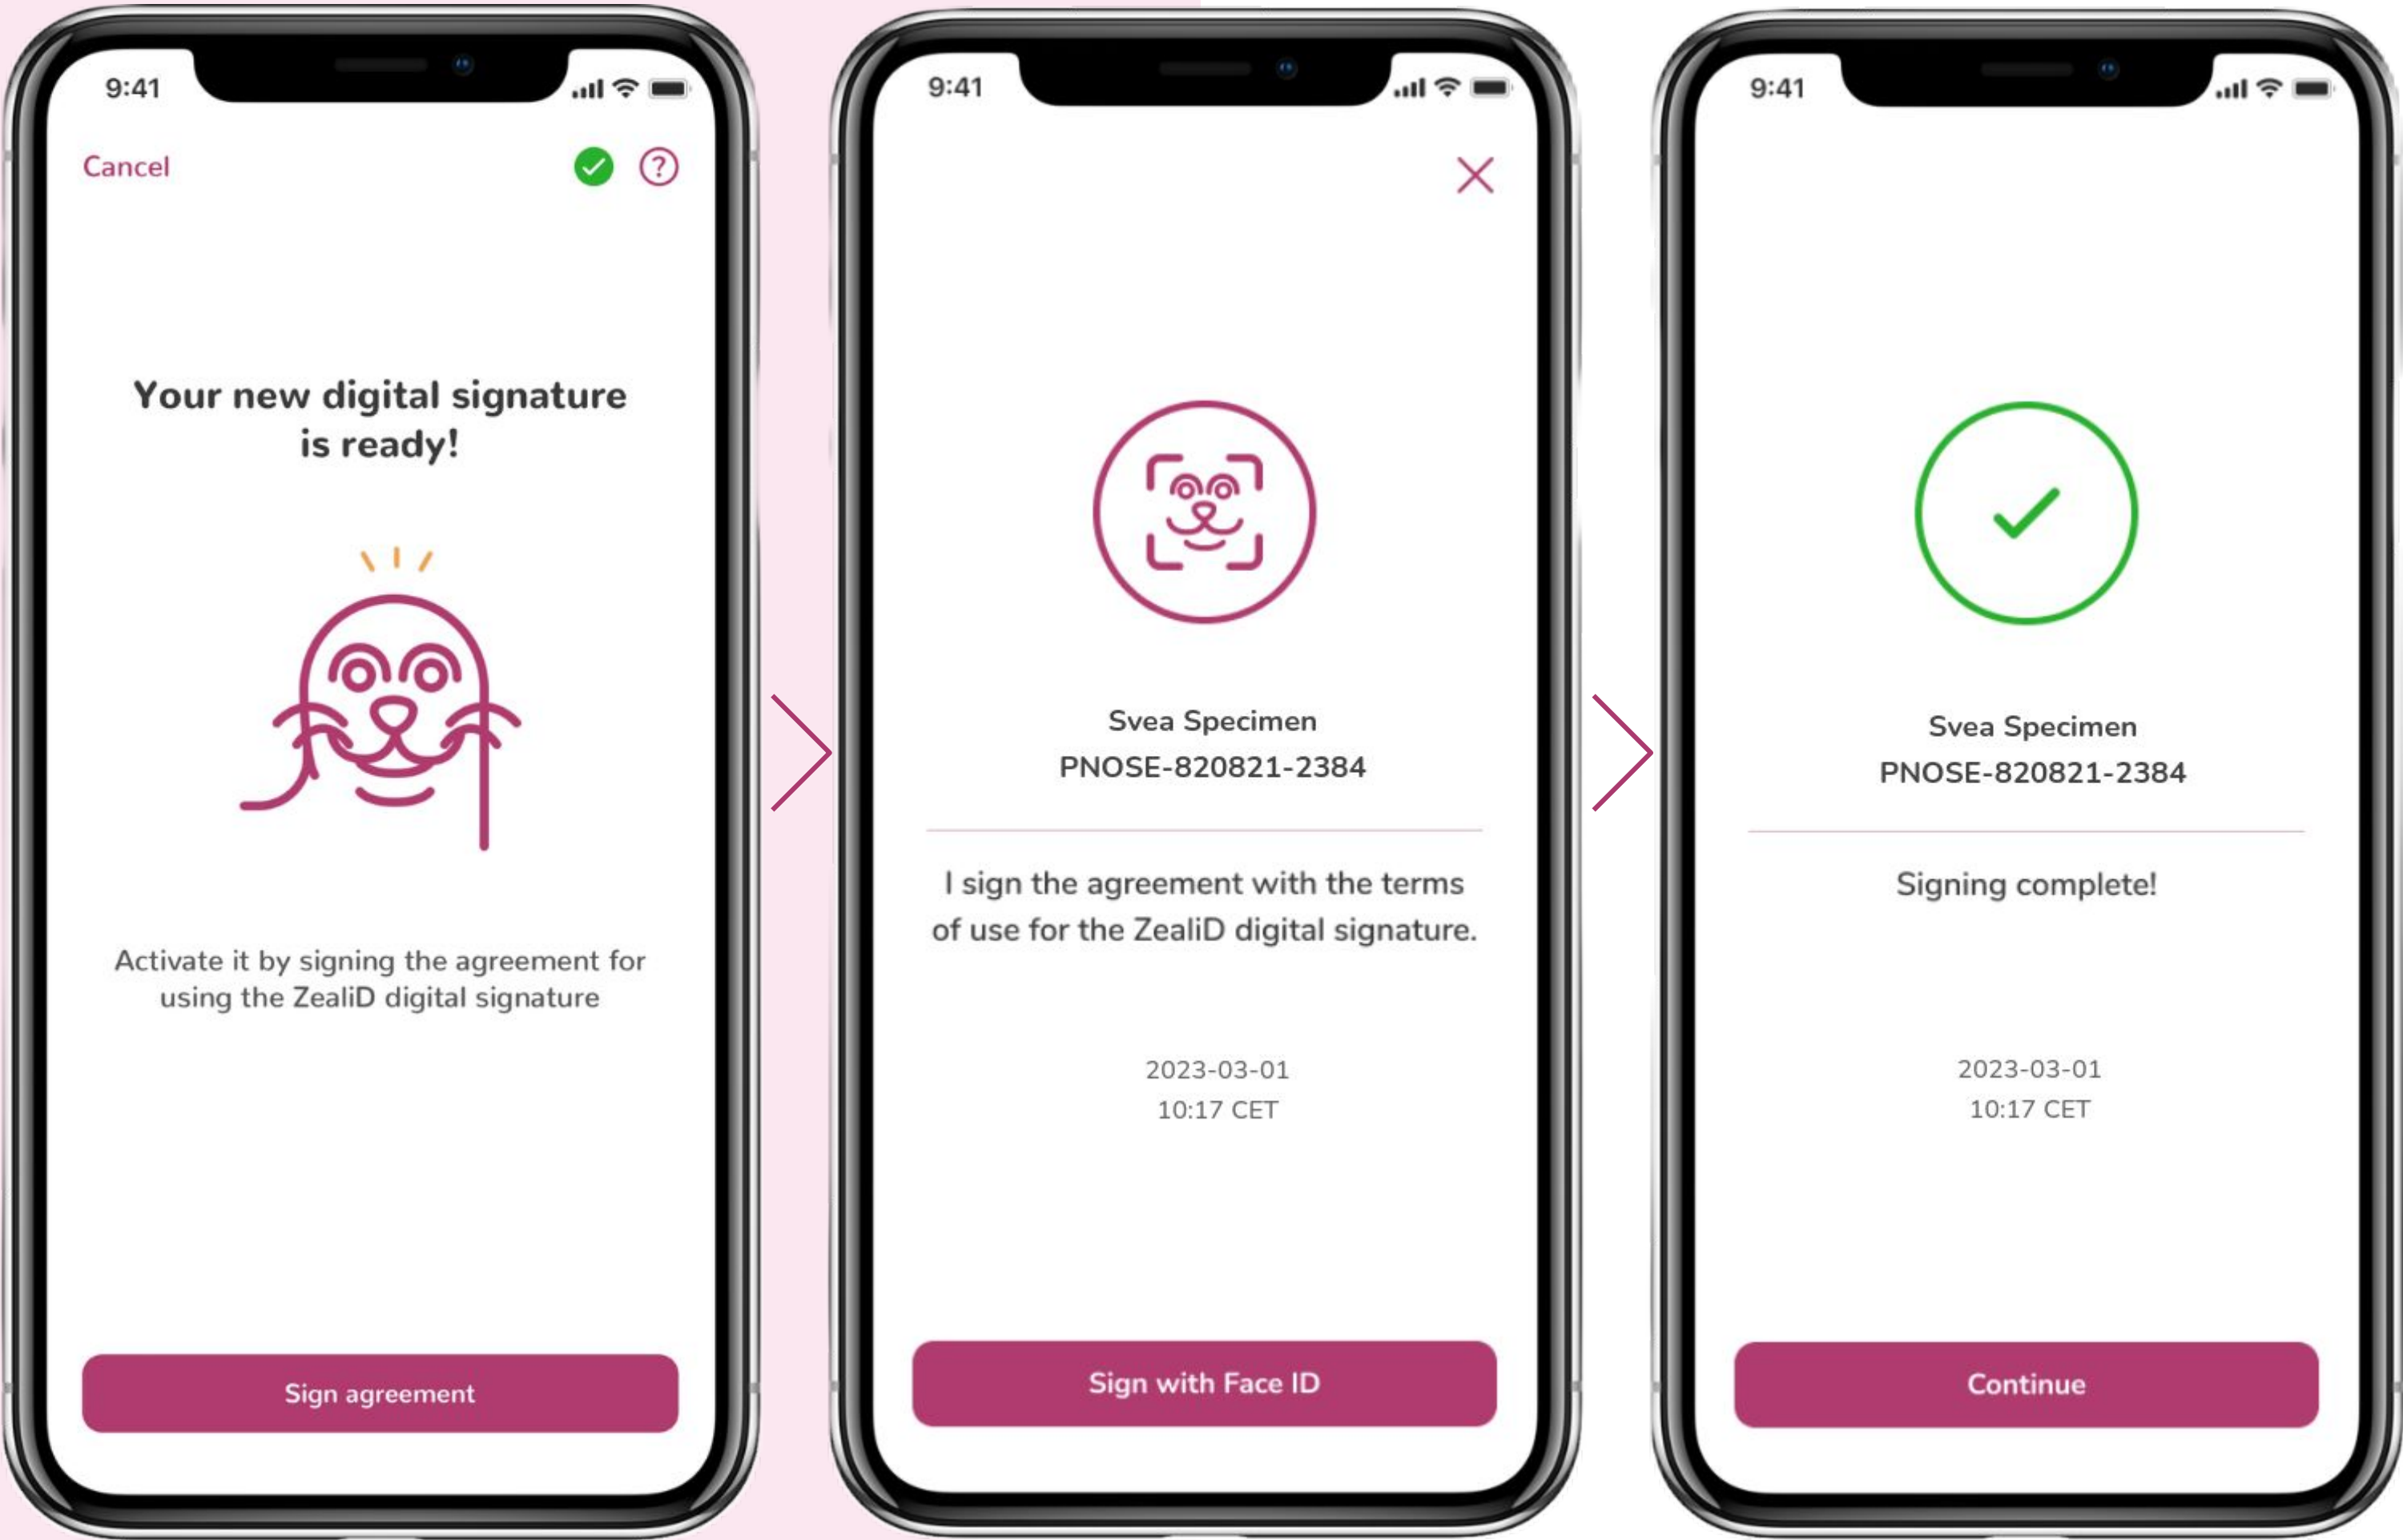 9:41
Cancel
?
Your new digital signature
is ready!
Activate it by signing the agreement for
using the ZealiD digital signature
Sign agreement
9:41
Svea Specimen
PNOSE-820821-2384
I sign the agreement with the terms
of use for the ZealiD digital signature.
2023-03-01
10:17 CET
Sign with Face ID
9:41
Svea Specimen
PNOSE-820821-2384
Signing complete!
2023-03-01
10:17 CET
Continue